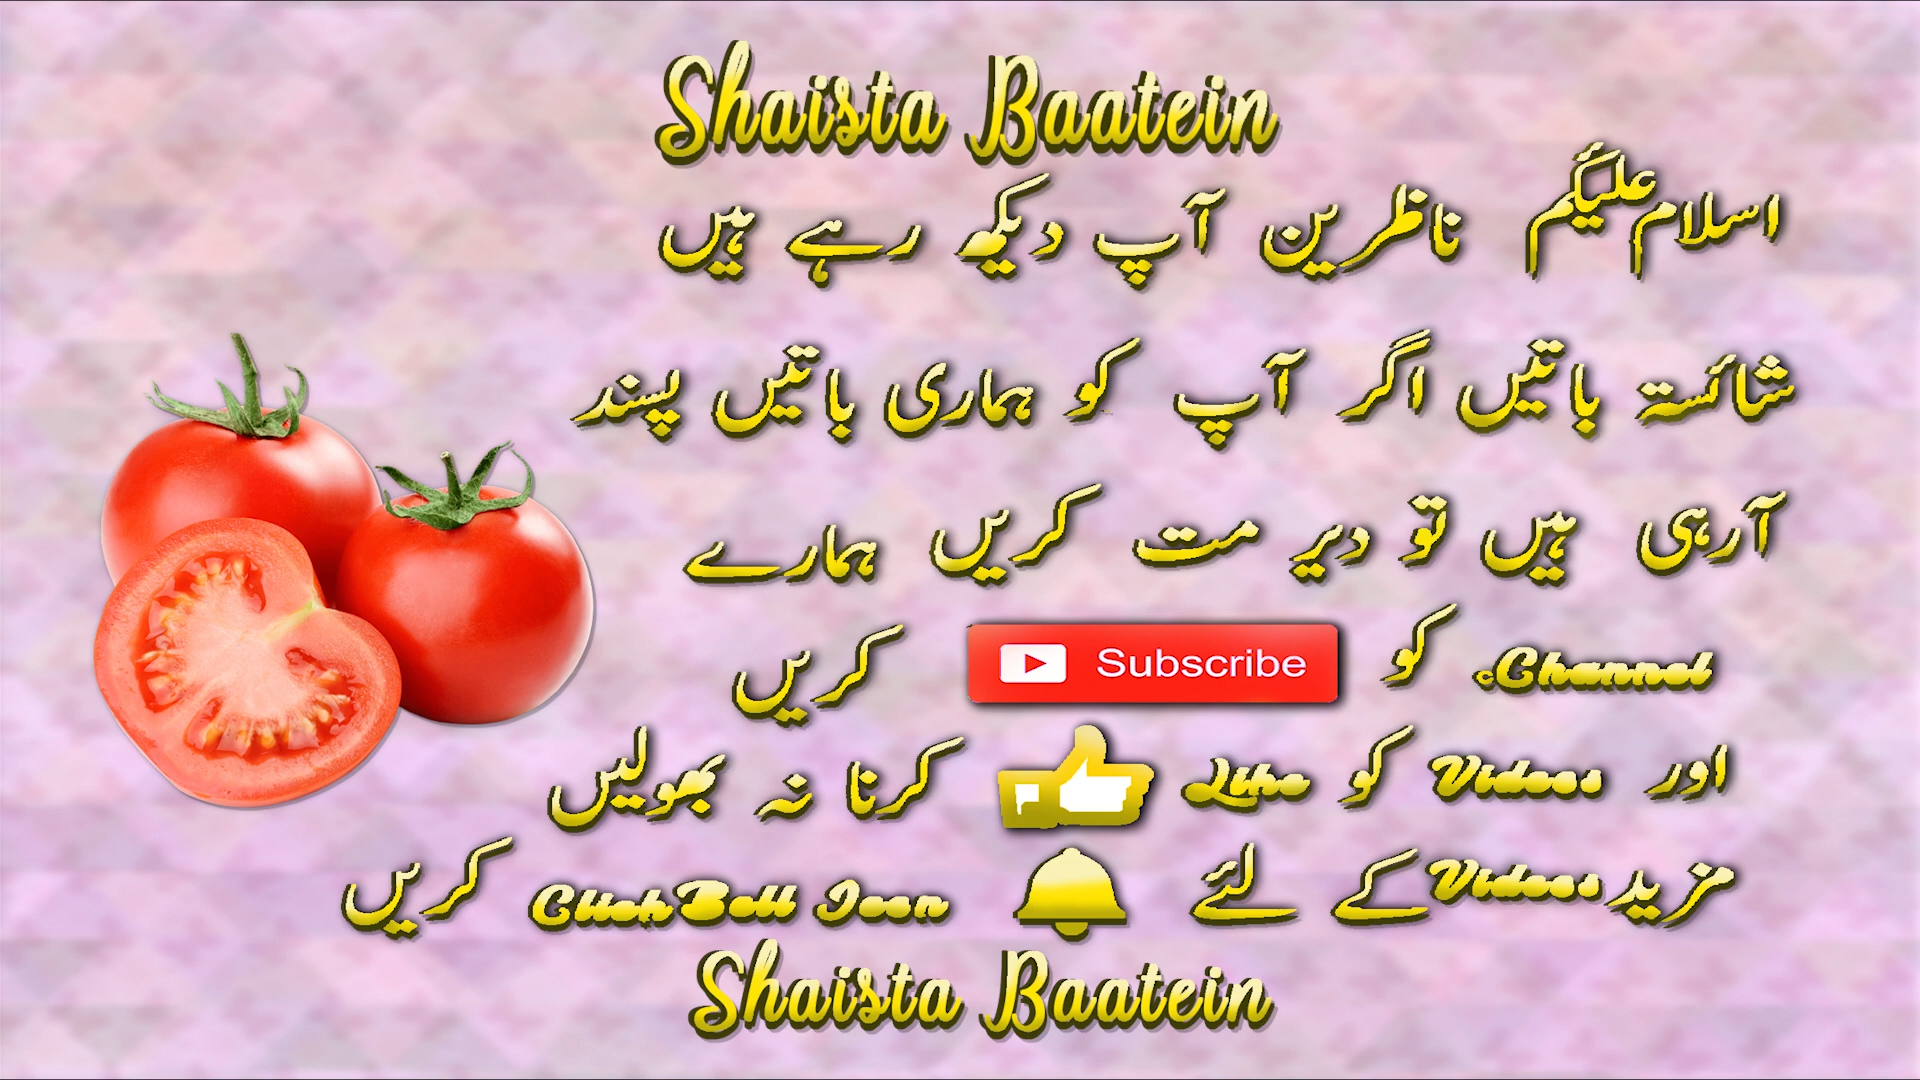 Shaista Baatein
اسلام علیکم ناظرین آپ دیکھ رہے ہیں
شائستہ باتیں اگر آپ کو ہماری باتیں پسند
آرہی ہیں تو دیر مت کریں ہمارے
Channel کو Subscribe کریں
اور Videos کو Like کرنا نہ بھولیں
مزید Videos کے لئے Click Bell Icon کریں
Shaista Baatein